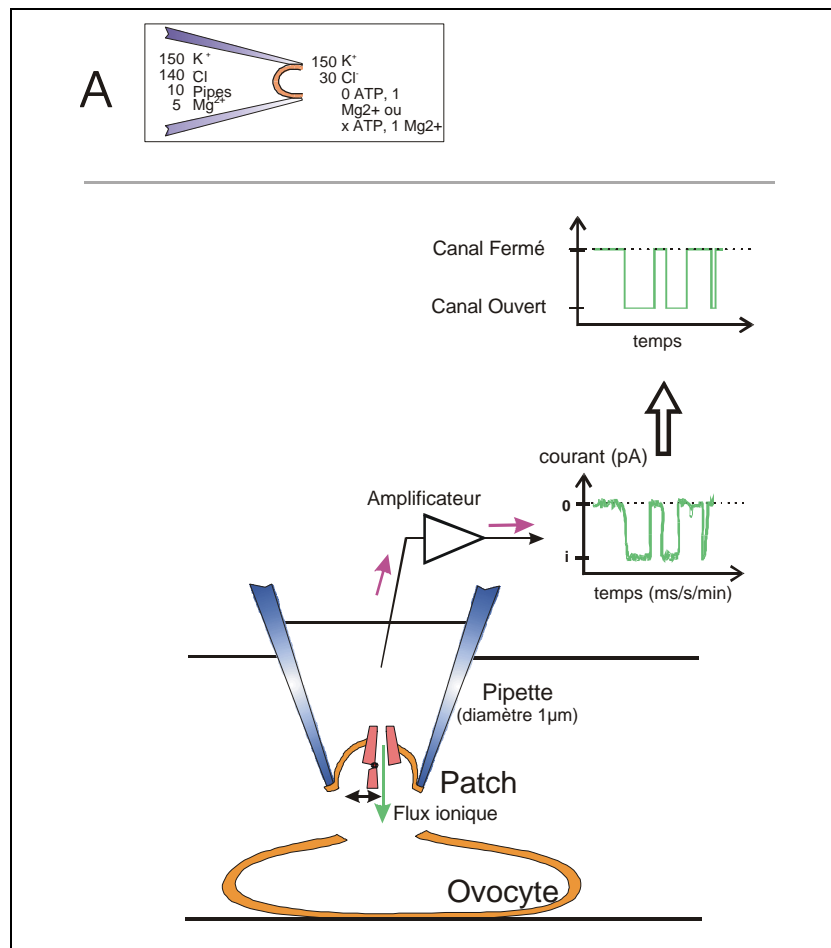 A
150 K+
140 Cl
10 Pipes
5 Mg2+
150 K+
30 Cl-
0 ATP, 1
Mg2+ ou
x ATP, 1 Mg2+
Canal Fermé
Canal Ouvert
temps
courant (pA)
Amplificateur
0
i
temps (ms/s/min)
Pipette
(diamètre 1µm)
Patch
Flux ionique
Ovocyte